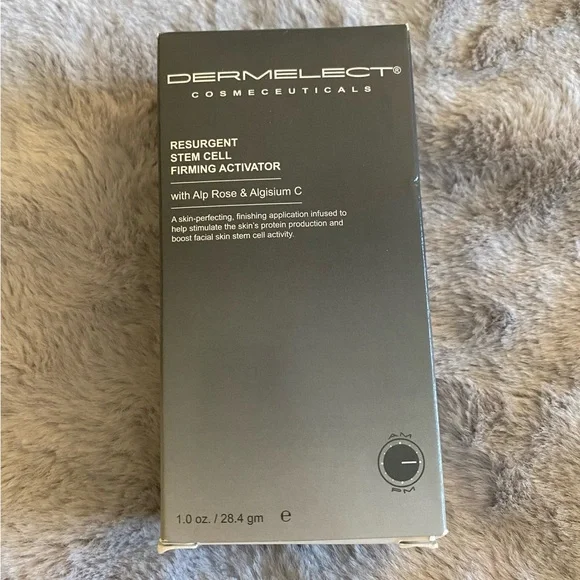 DERMELECT®
COSMECEUTICALS
RESURGENT
STEM CELL
FIRMING ACTIVATOR
with Alp Rose & Algisium C
A skin-perfecting, finishing application infused to
help stimulate the skin's protein production and
boost facial skin stem cell activity.
AM
PM
1.0 oz. / 28.4 gm ℮